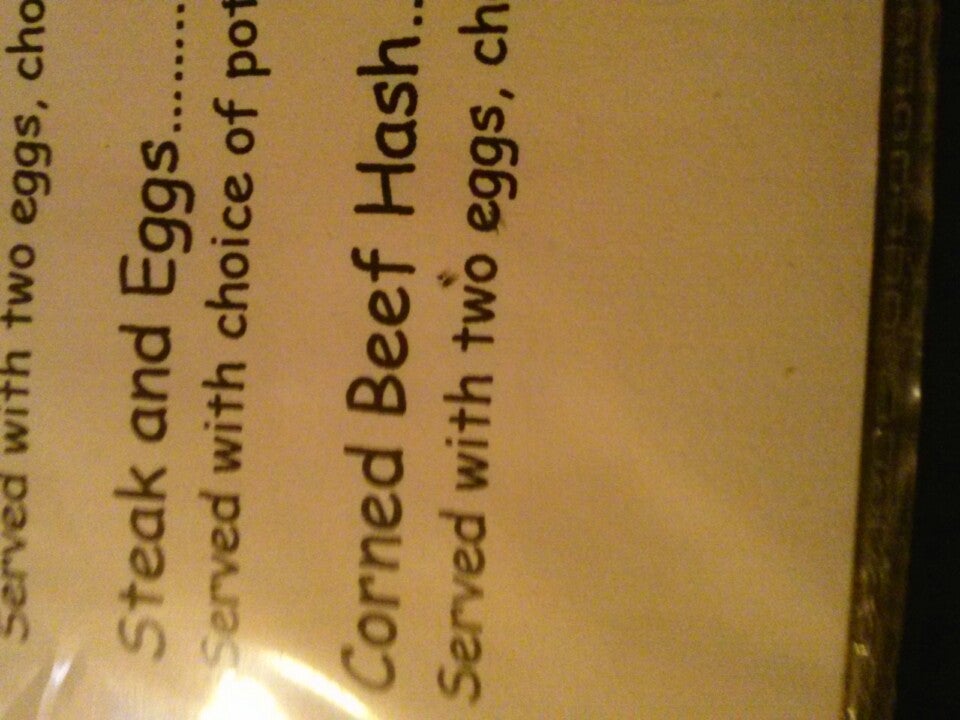 Served with two eggs, cho
Steak and Eggs.........
Served with choice of pot
Corned Beef Hash..
Served with two eggs, ch